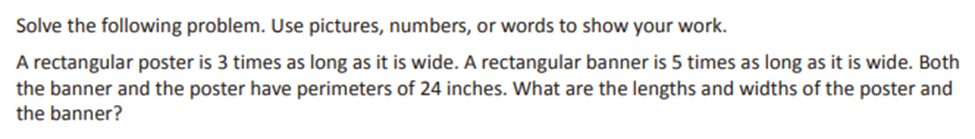 Solve the following problem. Use pictures, numbers, or words to show your work.
A rectangular poster is 3 times as long as it is wide. A rectangular banner is 5 times as long as it is wide. Both
the banner and the poster have perimeters of 24 inches. What are the lengths and widths of the poster and
the banner?